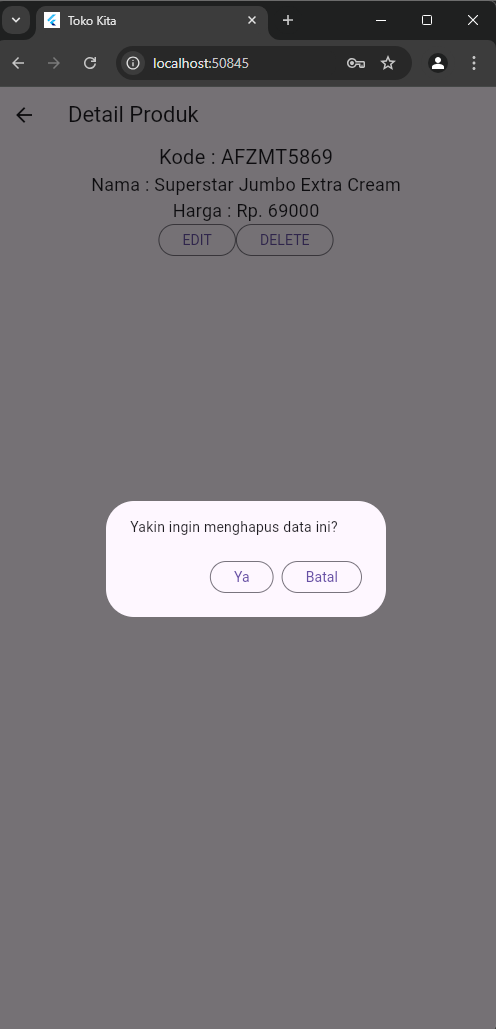 Toko Kita
localhost:50845
Detail Produk
Kode : AFZMT5869
Nama : Superstar Jumbo Extra Cream
Harga : Rp. 69000
EDIT DELETE
Yakin ingin menghapus data ini?
Ya Batal